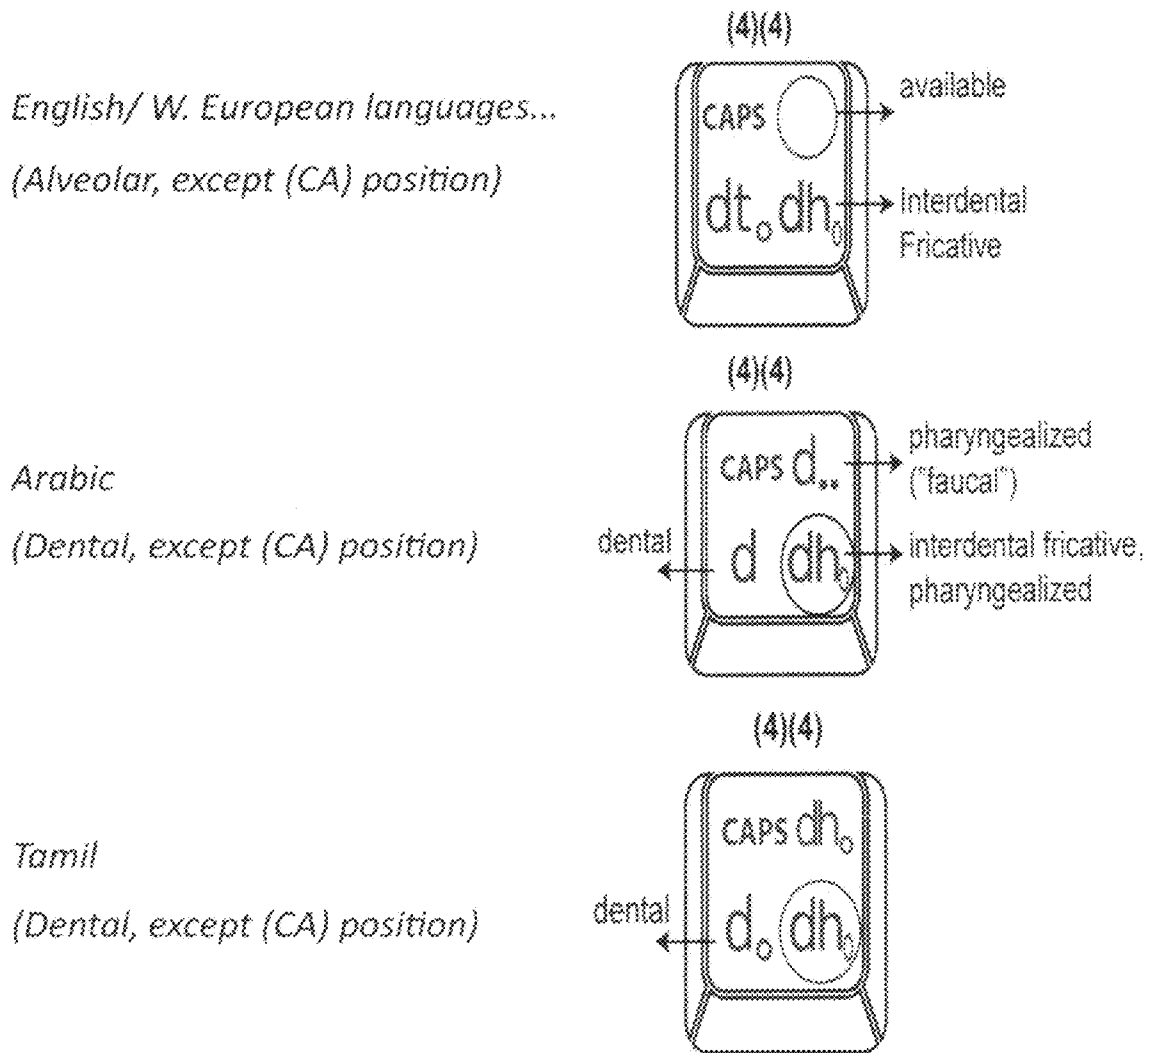 (4)(4)
English/ W. European languages...
(Alveolar, except (CA) position)
CAPS
available
dt₀ dh₀
Interdental
Fricative
(4)(4)
Arabic
(Dental, except (CA) position)
CAPS d..
pharyngealized
("faucal")
dental
d dh₀
interdental fricative,
pharyngealized
(4)(4)
Tamil
(Dental, except (CA) position)
CAPS dh₀
dental
d₀ dh₀